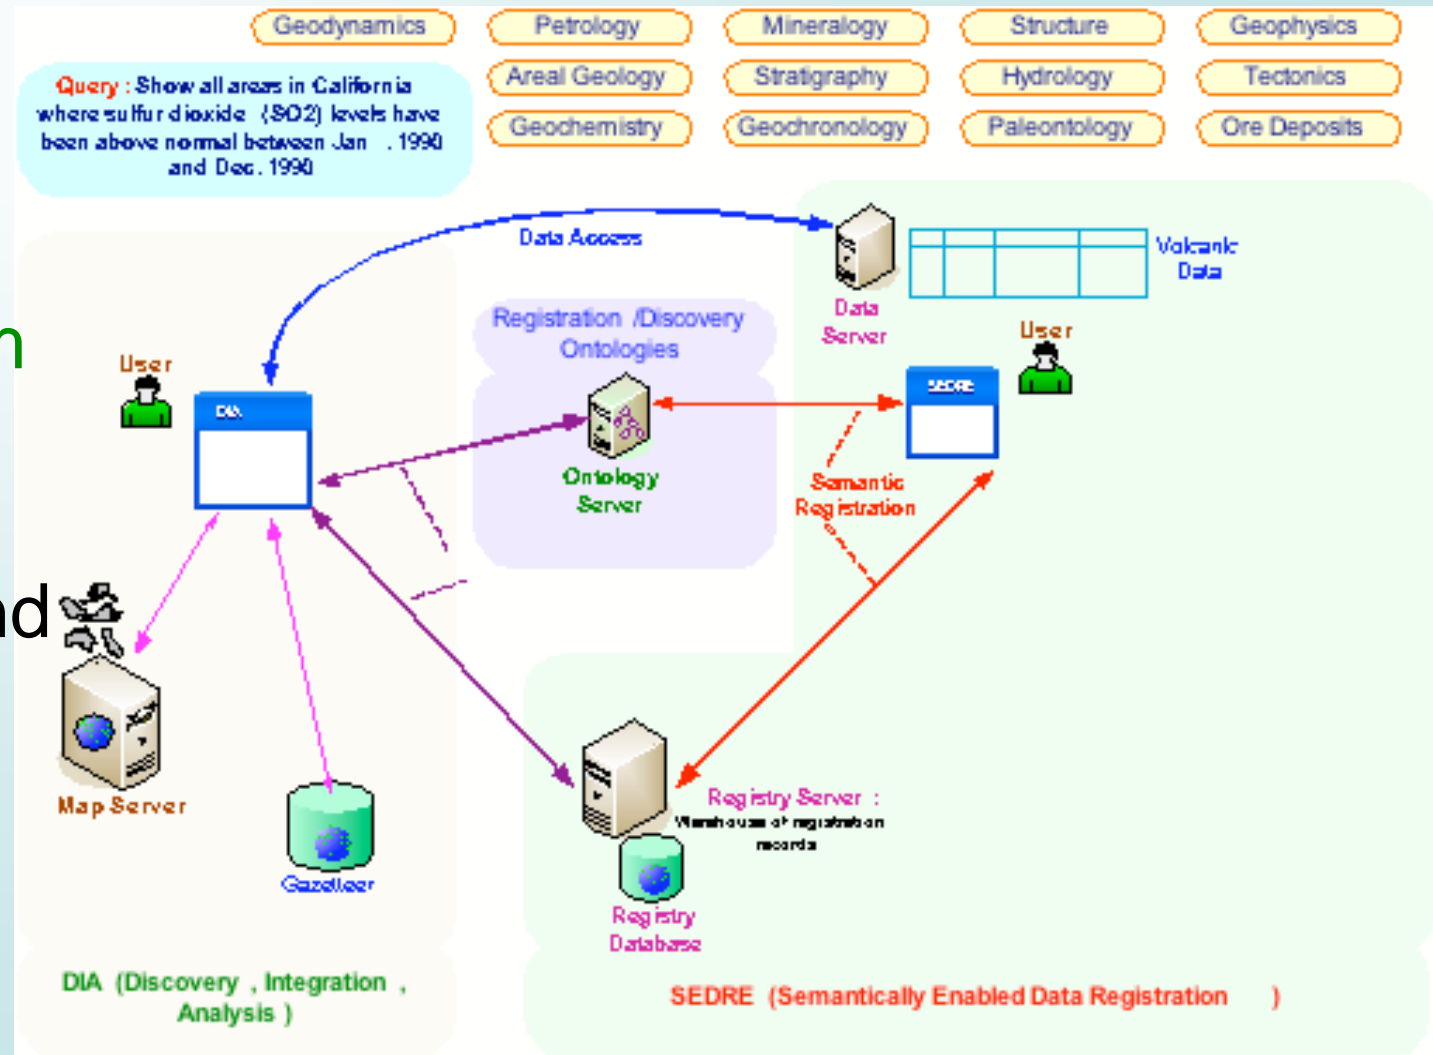 Geodynamics
Petrology
Mineralogy
Structure
Geophysics
Areal Geology
Stratigraphy
Hydrology
Tectonics
Geochemistry
Geochronology
Paleontology
Ore Deposits
Query : Show all areas in California
where sulfur dioxide (SO2) levels have
been above normal between Jan . 1990
and Dec. 1990
Data Access
Data
Server
Volcanic
Data
Registration /Discovery
Ontologies
User
User
DIA
SEDRE
Ontology
Server
Semantic
Registration
nd
Map Server
Gazetteer
Registry Server :
Warehouse of registration
records
Registry
Database
DIA (Discovery , Integration ,
Analysis )
SEDRE (Semantically Enabled Data Registration )